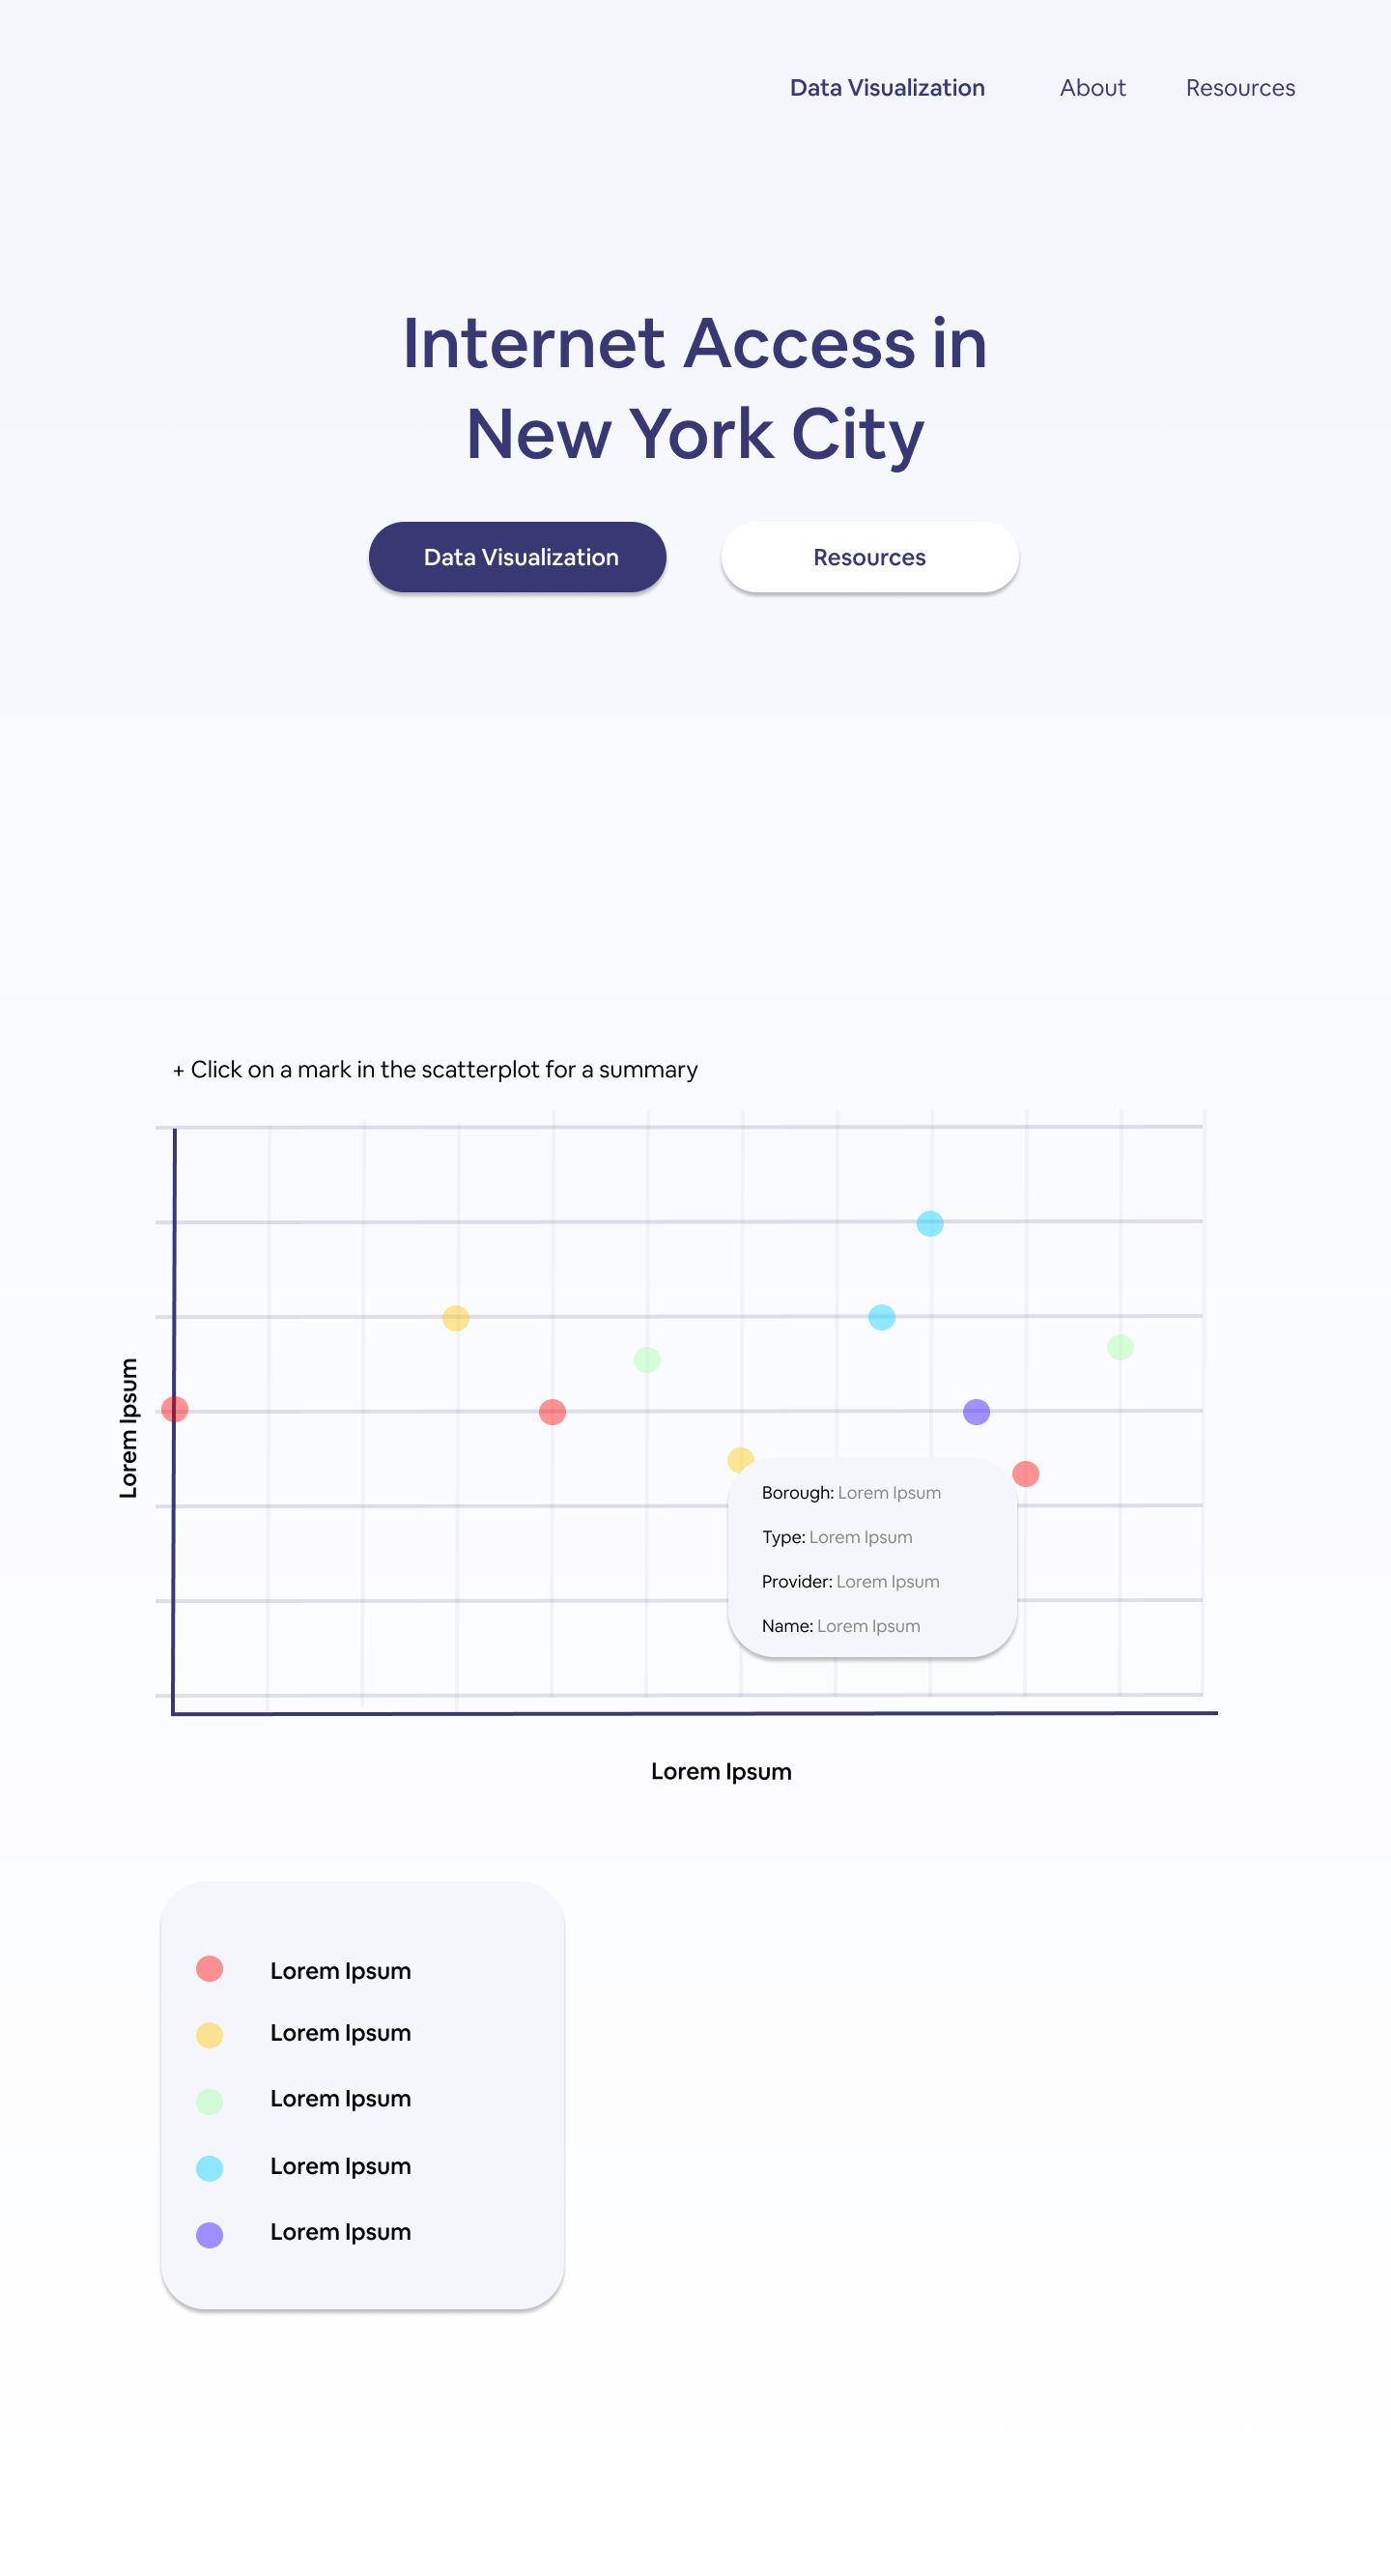 Data Visualization About Resources
Internet Access in
New York City
Data Visualization Resources
+ Click on a mark in the scatterplot for a summary
Lorem Ipsum
Borough: Lorem Ipsum
Type: Lorem Ipsum
Provider: Lorem Ipsum
Name: Lorem Ipsum
Lorem Ipsum
Lorem Ipsum
Lorem Ipsum
Lorem Ipsum
Lorem Ipsum
Lorem Ipsum